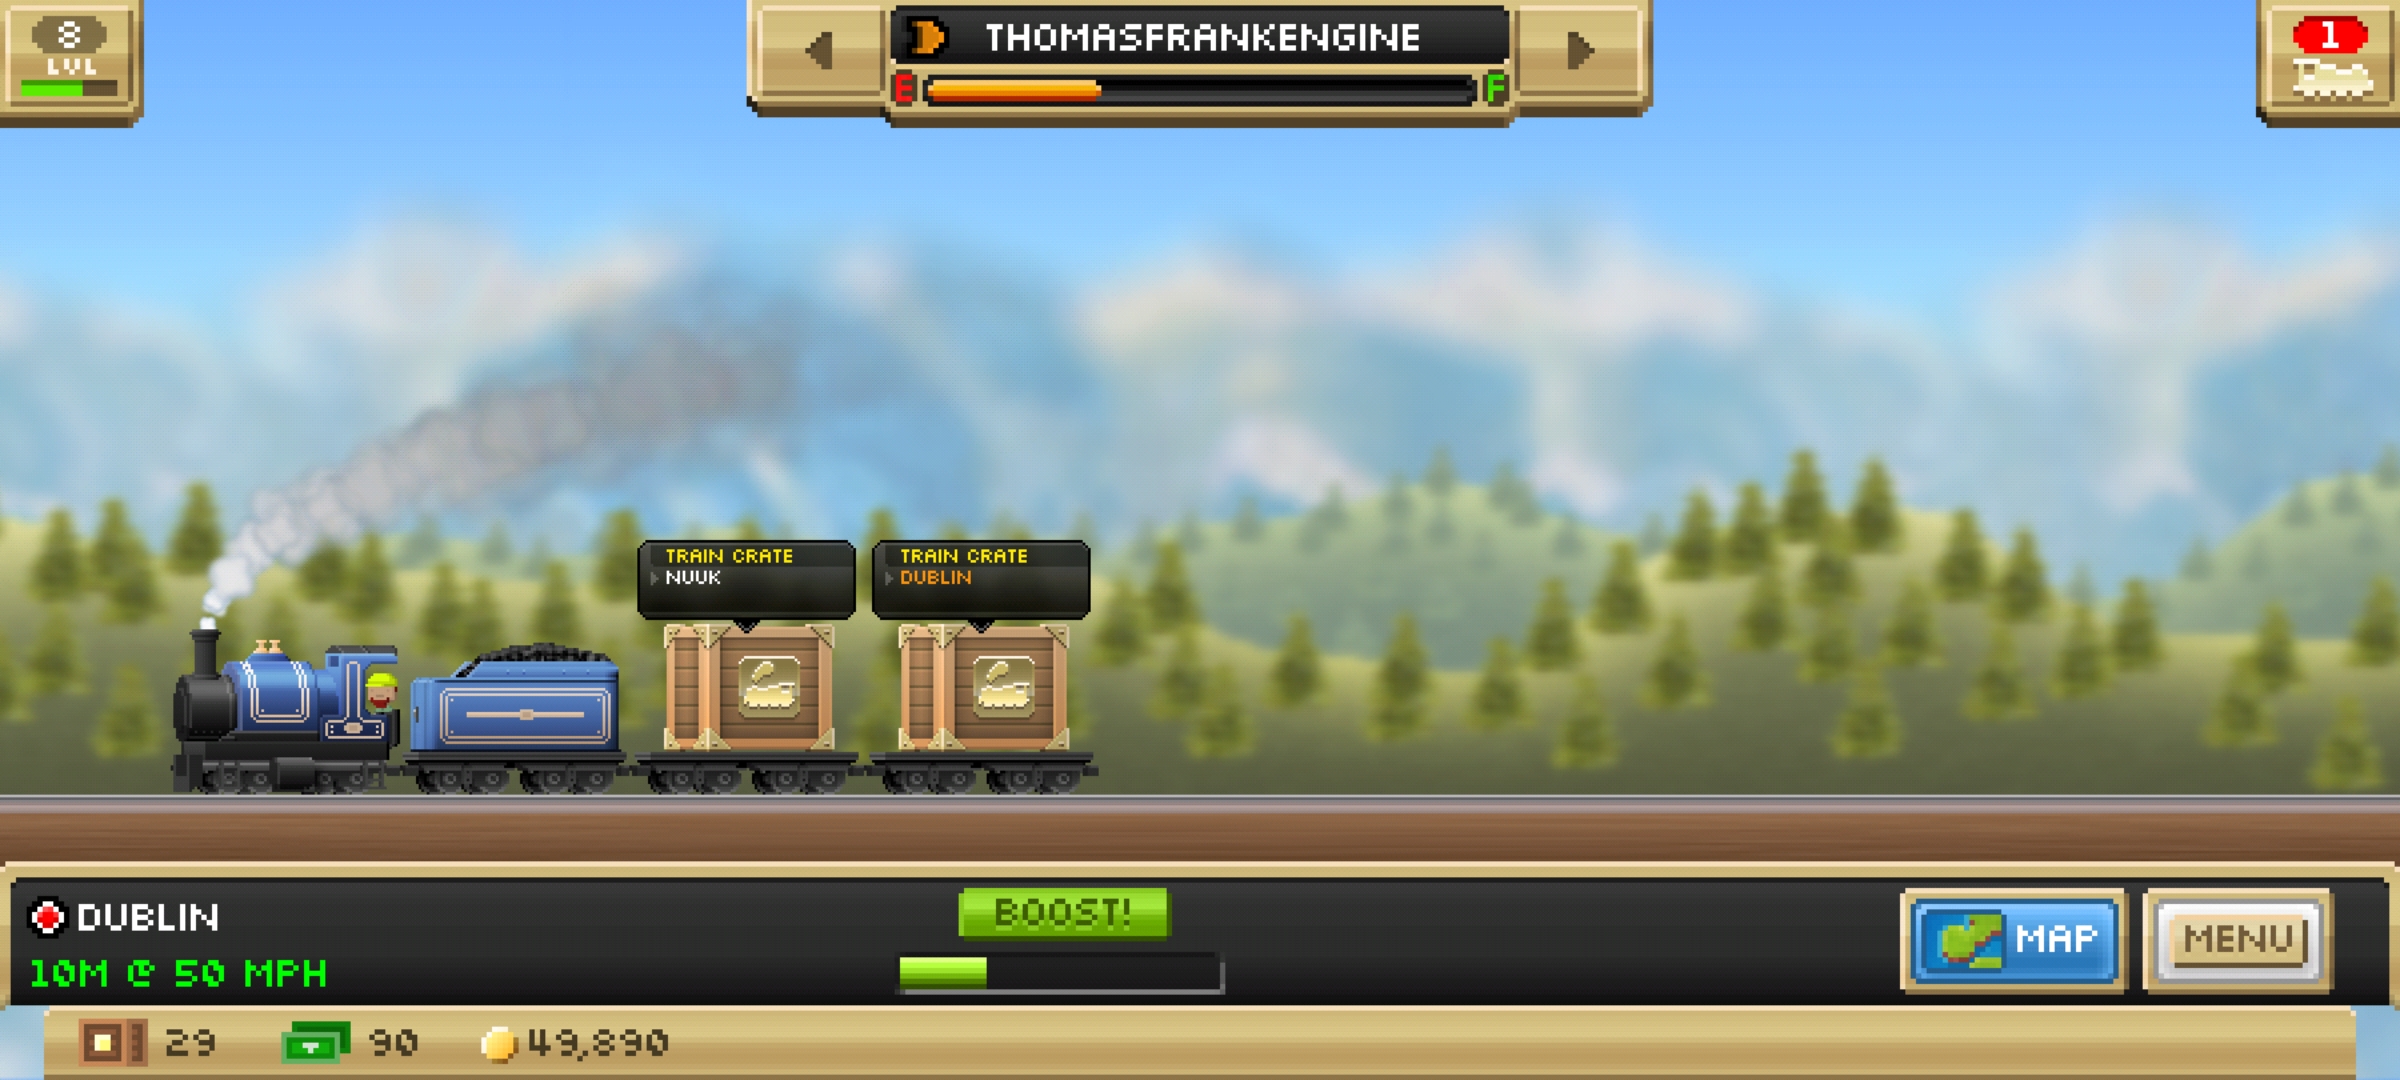 8
LVL
THOMASFRANKENGINE
E F
1
TRAIN CRATE
NUUK
TRAIN CRATE
DUBLIN
DUBLIN
10M @ 50 MPH
BOOST!
MAP
MENU
29
90
49,890